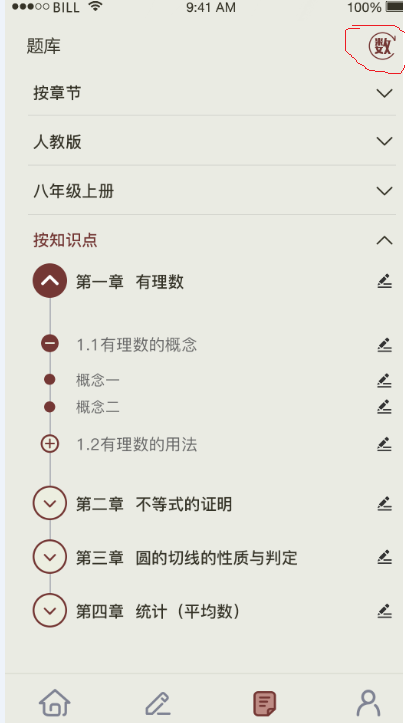 BILL 9:41 AM 100%
题库 数
按章节
人教版
八年级上册
按知识点
第一章 有理数
1.1有理数的概念
概念一
概念二
1.2有理数的用法
第二章 不等式的证明
第三章 圆的切线的性质与判定
第四章 统计（平均数）